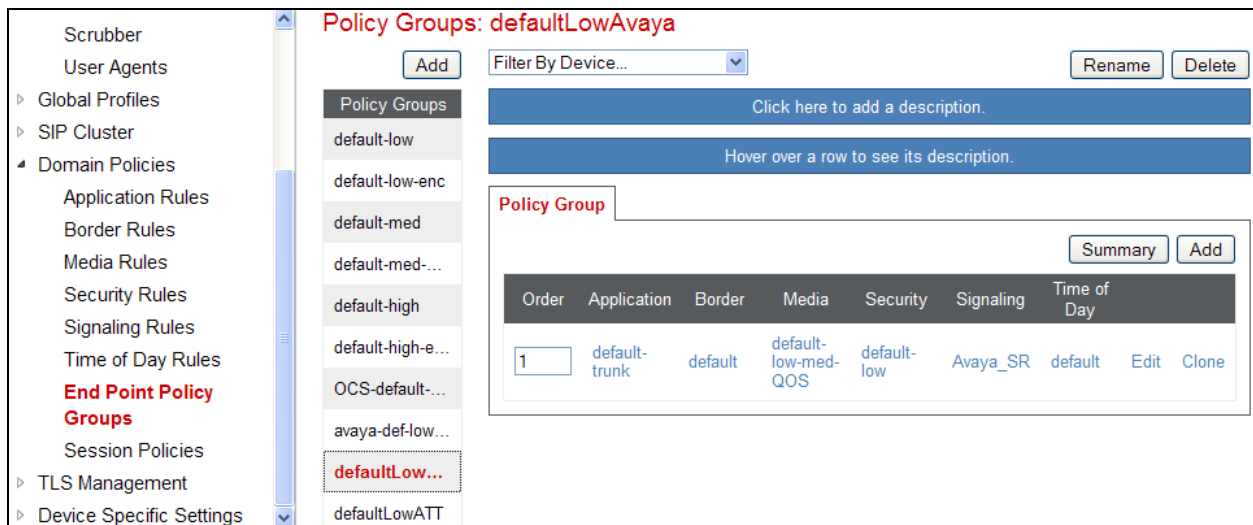 Scrubber
User Agents
Global Profiles
SIP Cluster
Domain Policies
Application Rules
Border Rules
Media Rules
Security Rules
Signaling Rules
Time of Day Rules
End Point Policy
Groups
Session Policies
TLS Management
Device Specific Settings
Policy Groups: defaultLowAvaya
Add
Policy Groups
default-low
default-low-enc
default-med
default-med-...
default-high
default-high-e...
OCS-default-...
avaya-def-low...
defaultLow...
defaultLowATT
Filter By Device...
Rename Delete
Click here to add a description.
Hover over a row to see its description.
Policy Group
Summary Add
Order Application Border Media Security Signaling Time of Day
1 default-trunk default default-low-med-QOS default-low Avaya_SR default Edit Clone